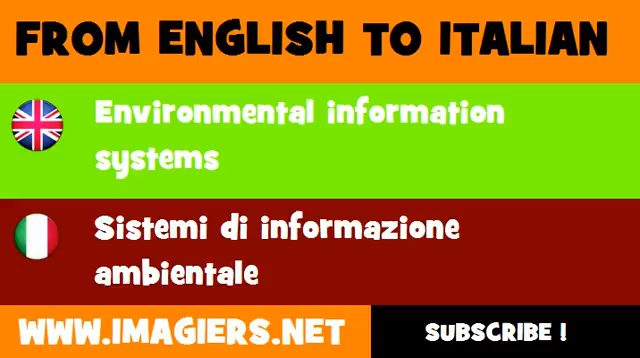 FROM ENGLISH TO ITALIAN
Environmental information
systems
Sistemi di informazione
ambientale
WWW.IMAGIERS.NET
SUBSCRIBE !